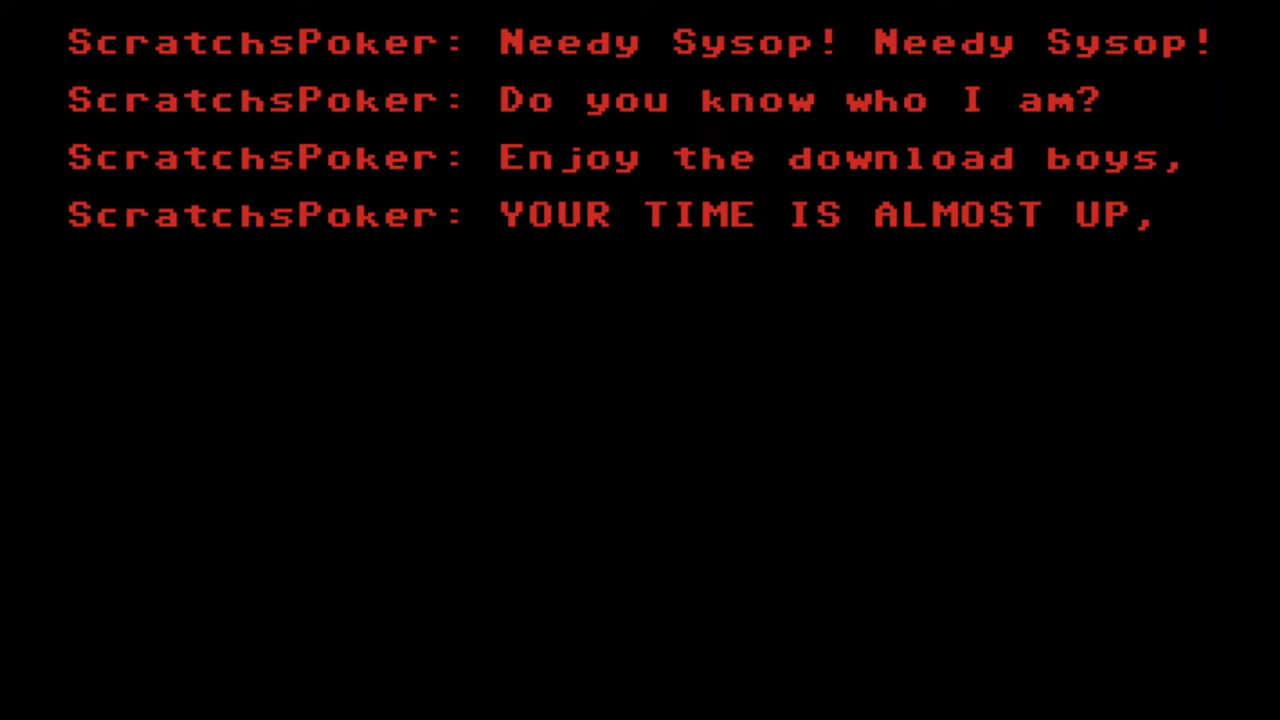 ScratchsPoker: Needy Sysop! Needy Sysop!
ScratchsPoker: Do you know who I am?
ScratchsPoker: Enjoy the download boys,
ScratchsPoker: YOUR TIME IS ALMOST UP,